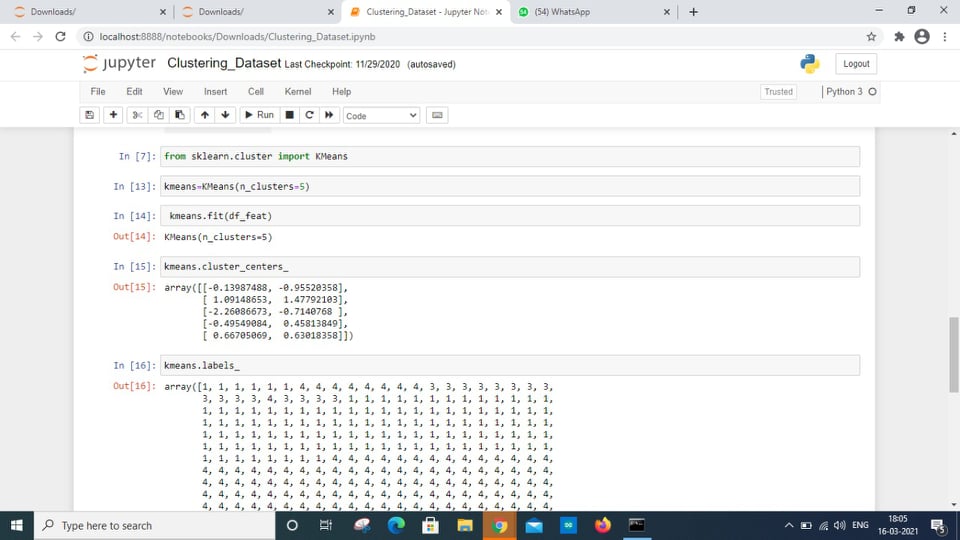 Downloads/
Downloads/
Clustering_Dataset - Jupyter Not
(54) WhatsApp
localhost:8888/notebooks/Downloads/Clustering_Dataset.ipynb
jupyter Clustering_Dataset Last Checkpoint: 11/29/2020 (autosaved)
Logout
File Edit View Insert Cell Kernel Help
Trusted
Python 3
Run
Code
In [7]: from sklearn.cluster import KMeans
In [13]: kmeans=KMeans(n_clusters=5)
In [14]: kmeans.fit(df_feat)
Out[14]: KMeans(n_clusters=5)
In [15]: kmeans.cluster_centers_
Out[15]: array([[-0.13987488, -0.95520358],
[ 1.09148653, 1.47792103],
[-2.26086673, -0.7140768 ],
[-0.49549084, 0.45813849],
[ 0.66705069, 0.63018358]])
In [16]: kmeans.labels_
Out[16]: array([1, 1, 1, 1, 1, 1, 4, 4, 4, 4, 4, 4, 4, 4, 3, 3, 3, 3, 3, 3, 3, 3,
3, 3, 3, 3, 4, 3, 3, 3, 3, 1, 1, 1, 1, 1, 1, 1, 1, 1, 1, 1,
1, 1, 1, 1, 1, 1, 1, 1, 1, 1, 1, 1, 1, 1, 1, 1, 1, 1, 1, 1,
1, 1, 1, 1, 1, 1, 1, 1, 1, 1, 1, 1, 1, 1, 1, 1, 1, 1, 1, 1,
1, 1, 1, 1, 1, 1, 1, 1, 1, 1, 1, 1, 1, 1, 1, 1, 1, 1, 1, 1,
1, 1, 1, 1, 1, 1, 1, 1, 1, 1, 1, 1, 1, 1, 1, 1, 1, 1, 1, 1,
1, 1, 1, 1, 1, 1, 1, 1, 4, 4, 4, 4, 4, 4, 4, 4, 4, 4, 4, 4,
4, 4, 4, 4, 4, 4, 4, 4, 4, 4, 4, 4, 4, 4, 4, 4, 4, 4, 4, 4,
4, 4, 4, 4, 4, 4, 4, 4, 4, 4, 4, 4, 4, 4, 4, 4, 4, 4, 4, 4,
4, 4, 4, 4, 4, 4, 4, 4, 4, 4, 4, 4, 4, 4, 4, 4, 4, 4, 4, 4,
4, 4, 4, 4, 4, 4, 4, 4, 4, 4, 4, 4, 4, 4, 4, 4, 4, 4, 4, 4,
Type here to search
ENG
18:05
16-03-2021
5